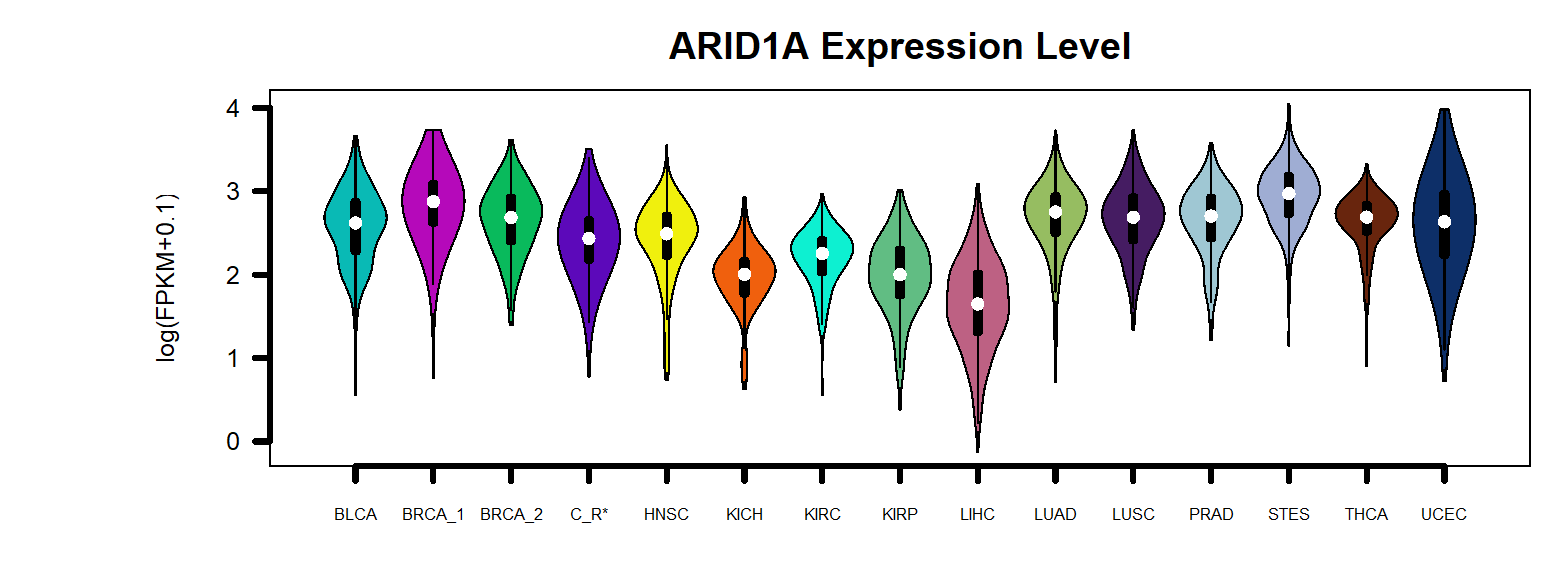 ARID1A Expression Level
log(FPKM+0.1)
4
3
2
1
0
BLCA BRCA_1 BRCA_2 C_R* HNSC KICH KIRC KIRP LIHC LUAD LUSC PRAD STES THCA UCEC